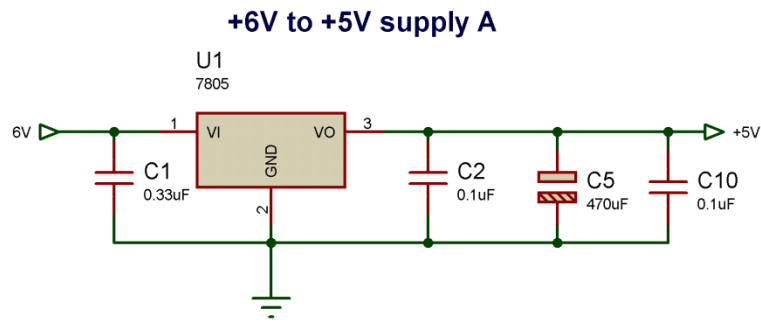 +6V to +5V supply A
U1
7805
6V
1
VI
VO
3
+5V
GND
2
C1
0.33uF
C2
0.1uF
C5
470uF
C10
0.1uF